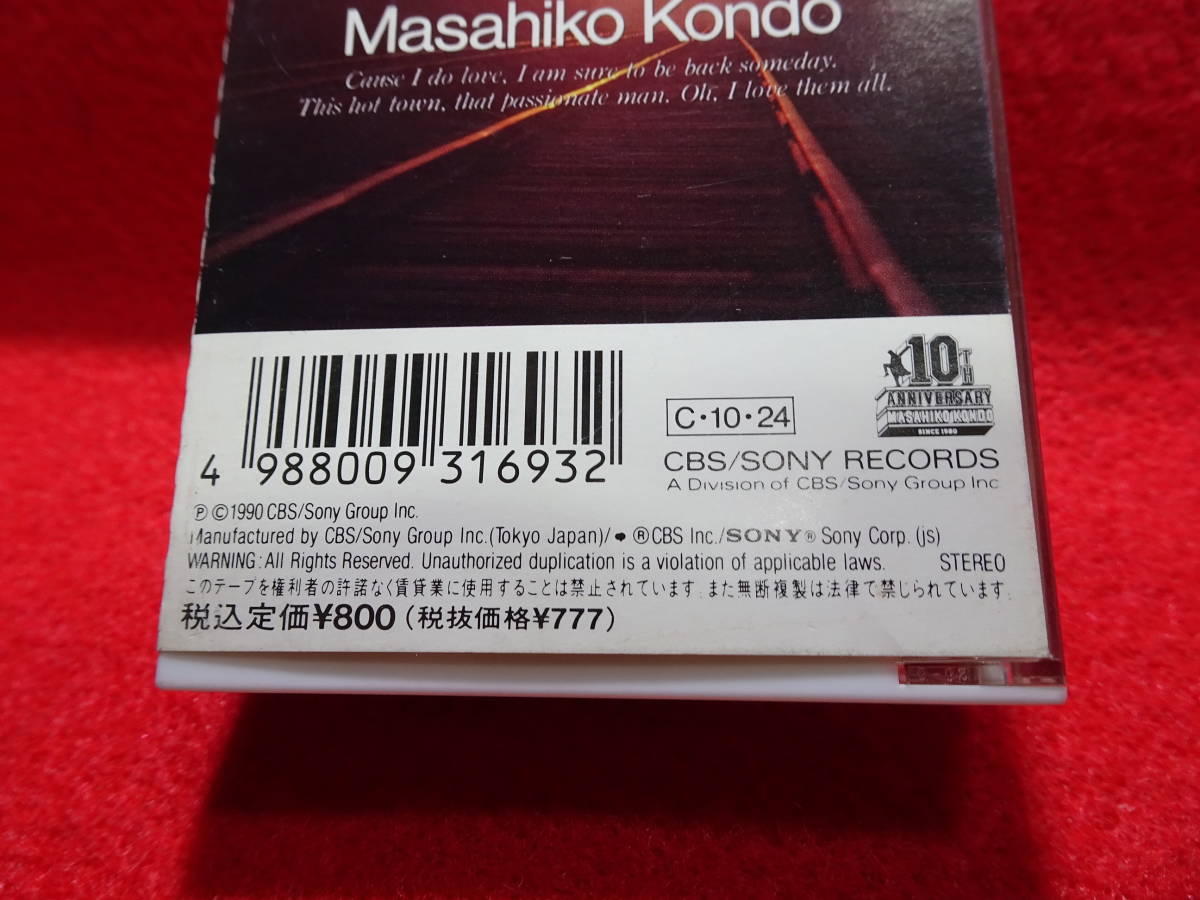 Masahiko Kondo
Cause I do love, I am sure to be back someday.
This hot town, that passionate man. Oh, I love them all.
10TH
ANNIVERSARY
MASAHIKO KONDO
SINCE 1980
C・10・24
CBS/SONY RECORDS
A Division of CBS/Sony Group Inc
4 988009 316932
Ⓟ©1990 CBS/Sony Group Inc.
Manufactured by CBS/Sony Group Inc.(Tokyo Japan)/ ®CBS Inc./SONY® Sony Corp. (js)
WARNING: All Rights Reserved. Unauthorized duplication is a violation of applicable laws. STEREO
このテープを権利者の許諾なく賃貸業に使用することは禁止されています。また無断複製は法律で禁じられています。
税込定価¥800(税抜価格¥777)